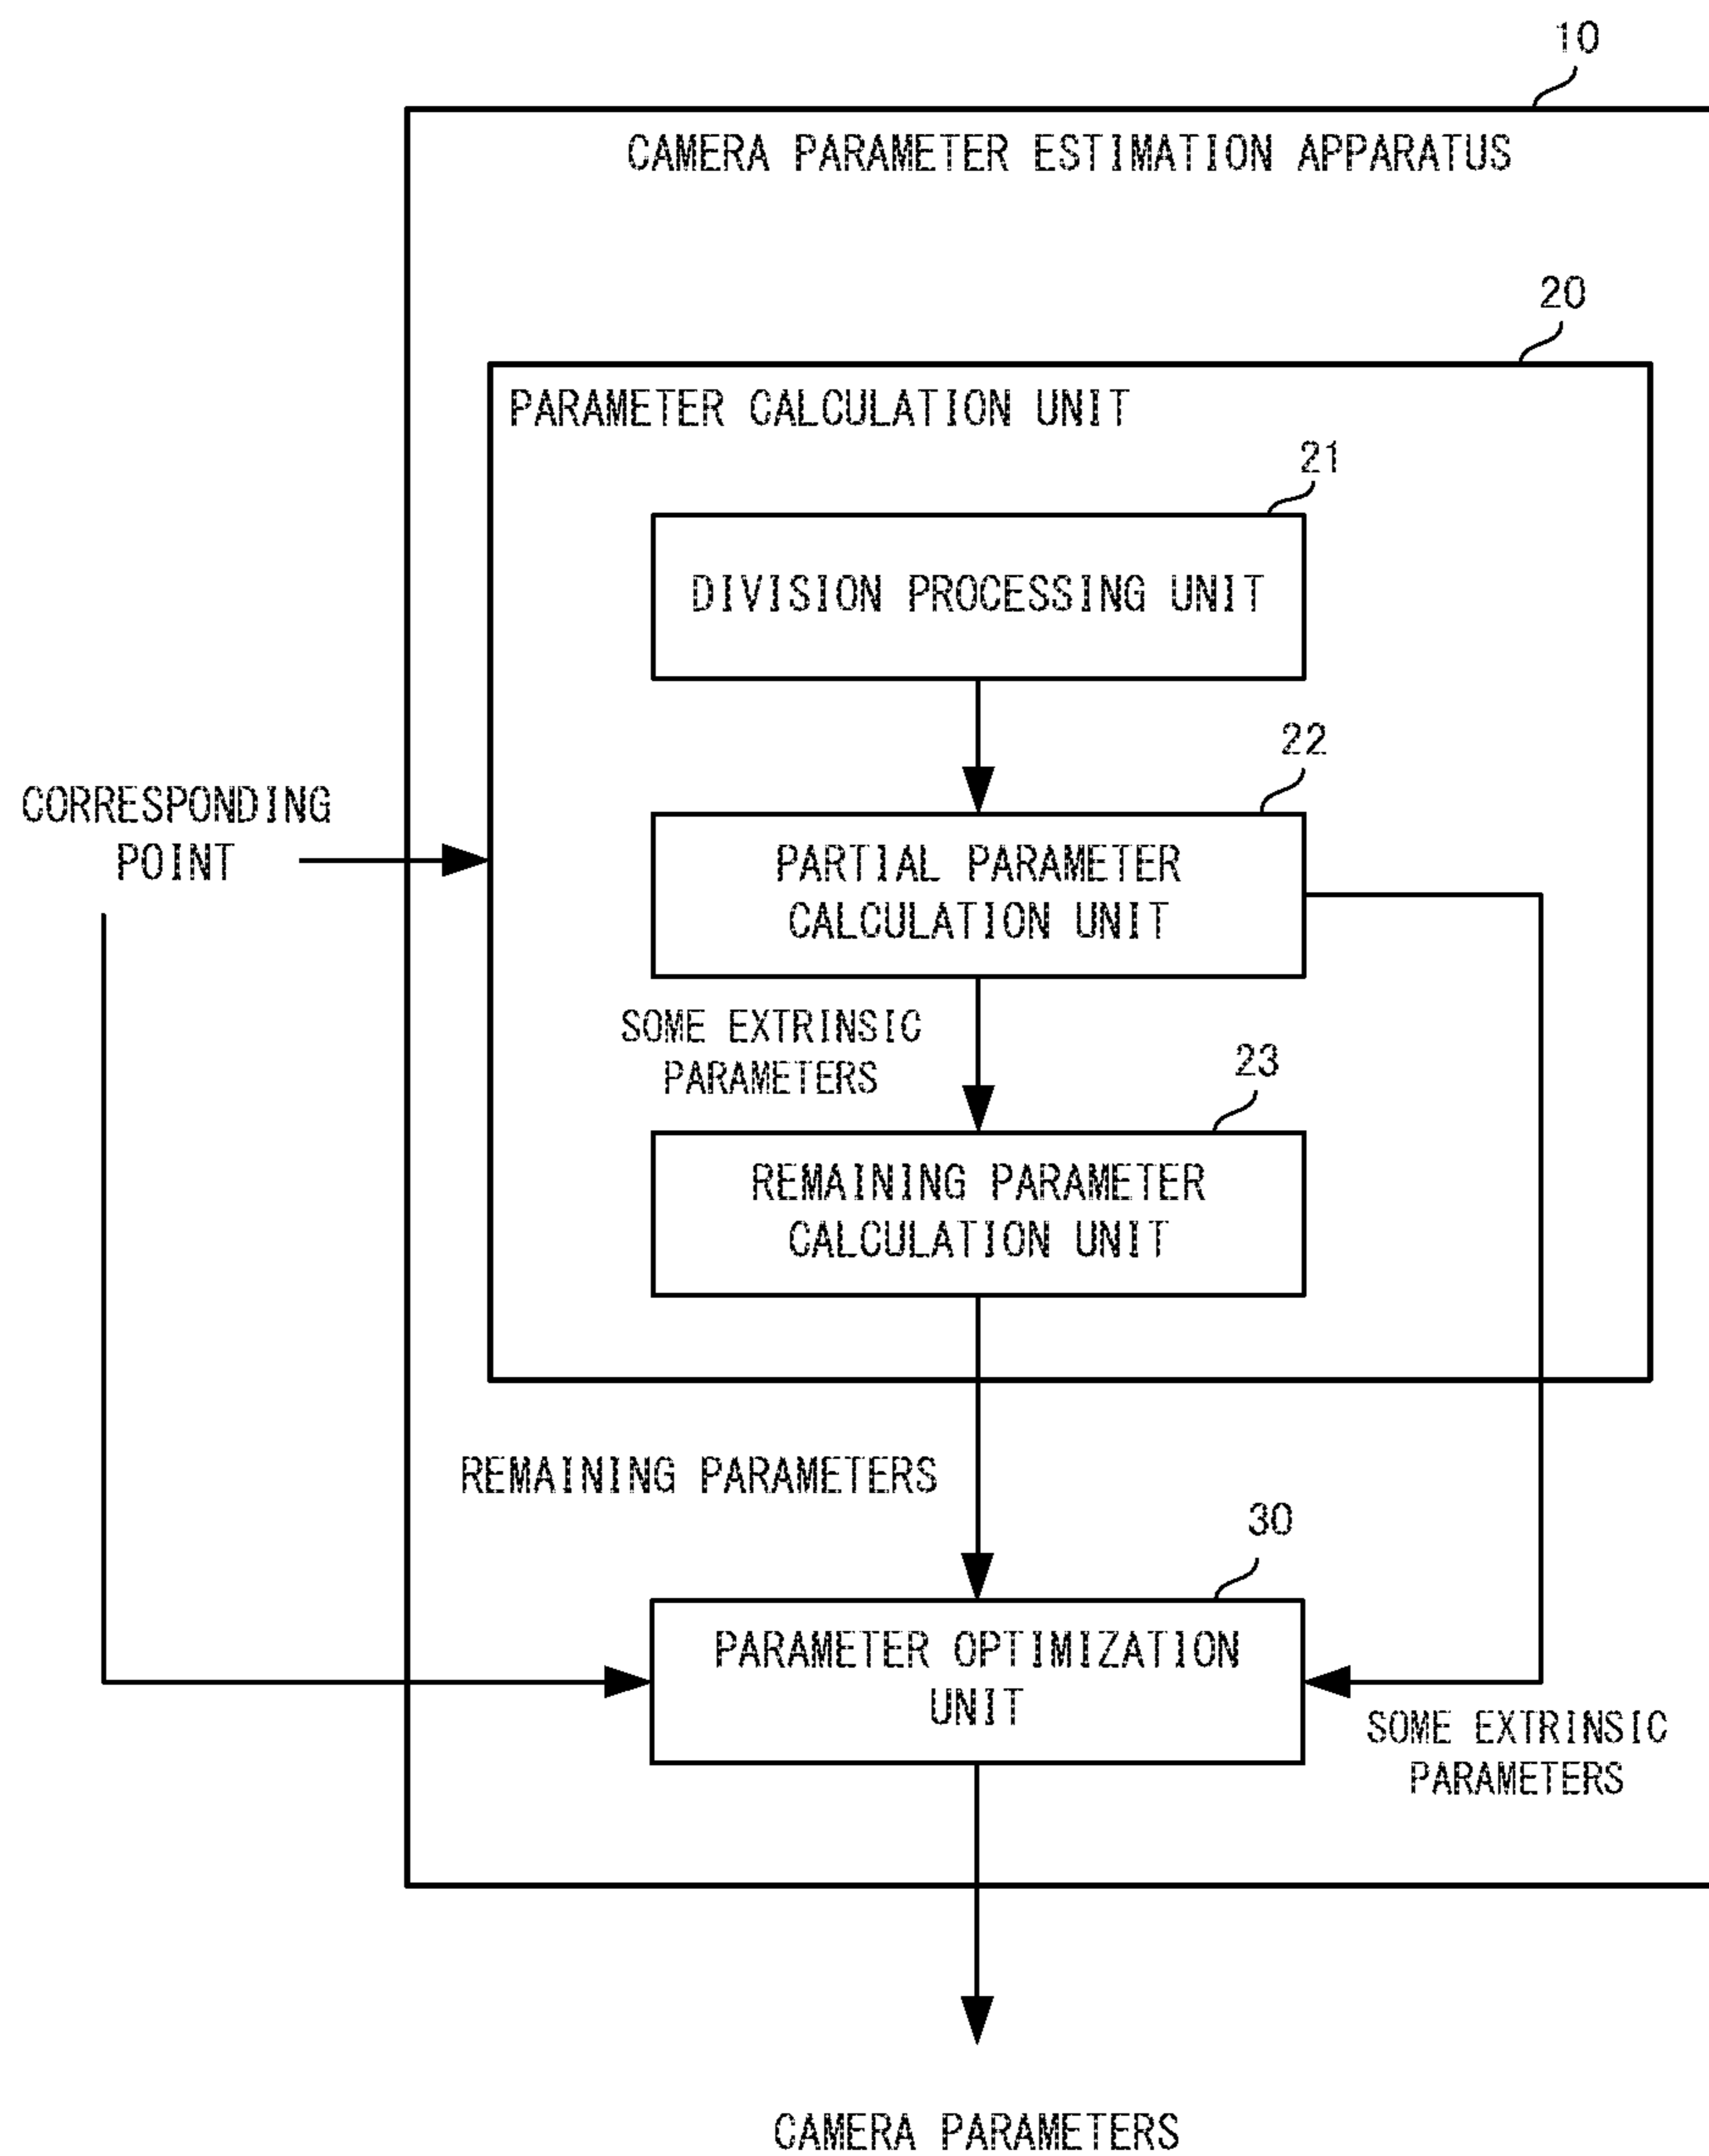 10
CAMERA PARAMETER ESTIMATION APPARATUS
20
PARAMETER CALCULATION UNIT
21
DIVISION PROCESSING UNIT
22
CORRESPONDING
POINT
PARTIAL PARAMETER
CALCULATION UNIT
SOME EXTRINSIC
PARAMETERS
23
REMAINING PARAMETER
CALCULATION UNIT
REMAINING PARAMETERS
30
PARAMETER OPTIMIZATION
UNIT
SOME EXTRINSIC
PARAMETERS
CAMERA PARAMETERS